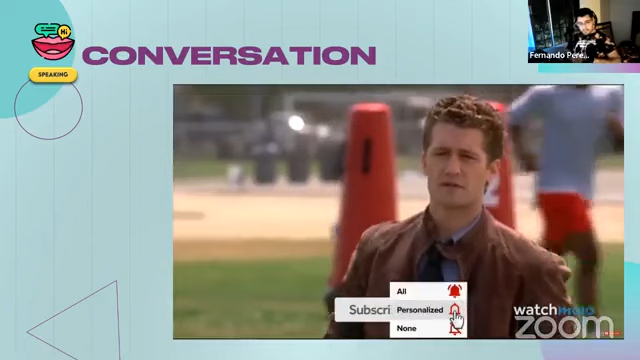 Hi
CONVERSATION
SPEAKING
Fernando Pere...
All
Subscri
Personalized
None
watchmojo
zoom